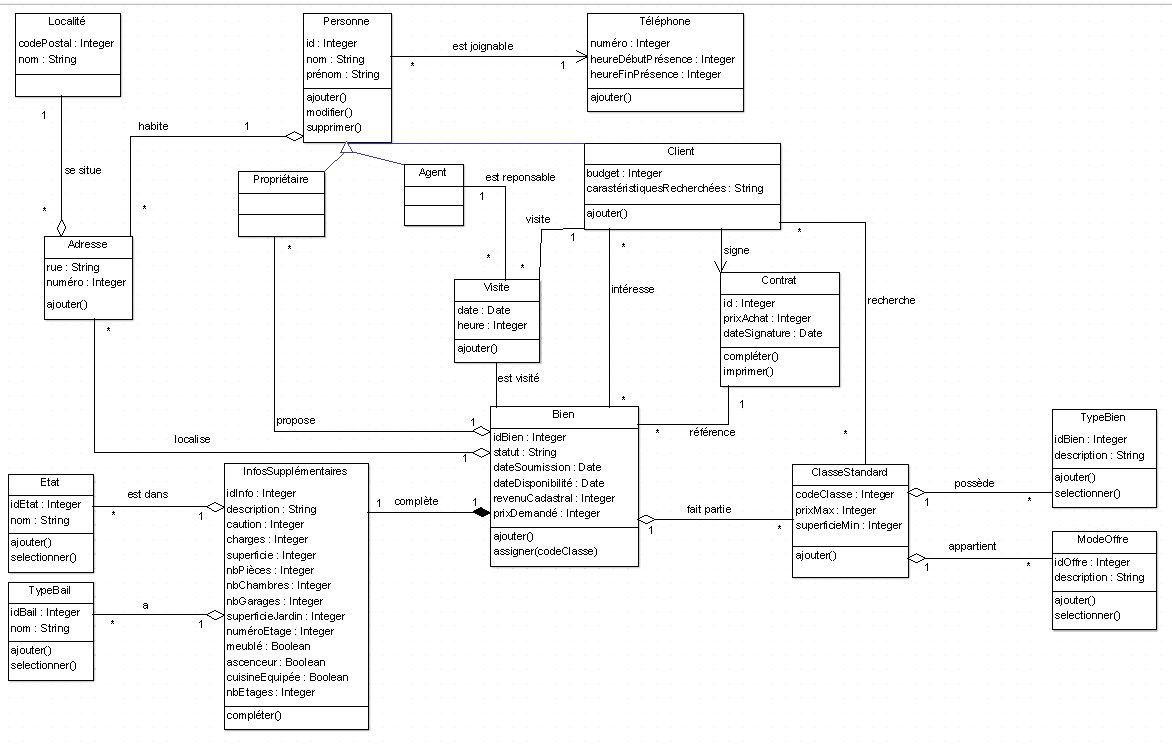 Localité
codePostal : Integer
nom : String
Personne
id : Integer
nom : String
prénom : String
ajouter()
modifier()
supprimer()
est joignable
*
1
Téléphone
numéro : Integer
heureDébutPrésence : Integer
heureFinPrésence : Integer
ajouter()
1
se situe
*
habite
1
*
Propriétaire
*
Agent
est reponsable
1
*
Client
budget : Integer
carastéristiquesRecherchées : String
ajouter()
visite
1
*
*
intéresse
*
signe
*
recherche
*
Adresse
rue : String
numéro : Integer
ajouter()
*
localise
1
Visite
date : Date
heure : Integer
ajouter()
est visité
Contrat
id : Integer
prixAchat : Integer
dateSignature : Date
compléter()
imprimer()
1
référence
*
propose
1
Bien
idBien : Integer
statut : String
dateSoumission : Date
dateDisponibilité : Date
revenuCadastral : Integer
prixDemandé : Integer
ajouter()
assigner(codeClasse)
InfosSupplémentaires
idInfo : Integer
description : String
caution : Integer
charges : Integer
superficie : Integer
nbPièces : Integer
nbChambres : Integer
nbGarages : Integer
superficieJardin : Integer
numéroEtage : Integer
meublé : Boolean
ascenceur : Boolean
cuisineEquipée : Boolean
nbEtages : Integer
compléter()
1
complète
1
Etat
idEtat : Integer
nom : String
ajouter()
selectionner()
est dans
*
1
TypeBail
idBail : Integer
nom : String
ajouter()
selectionner()
a
*
1
fait partie
1
*
ClasseStandard
codeClasse : Integer
prixMax : Integer
superficieMin : Integer
ajouter()
possède
1
*
TypeBien
idBien : Integer
description : String
ajouter()
selectionner()
appartient
1
*
ModeOffre
idOffre : Integer
description : String
ajouter()
selectionner()